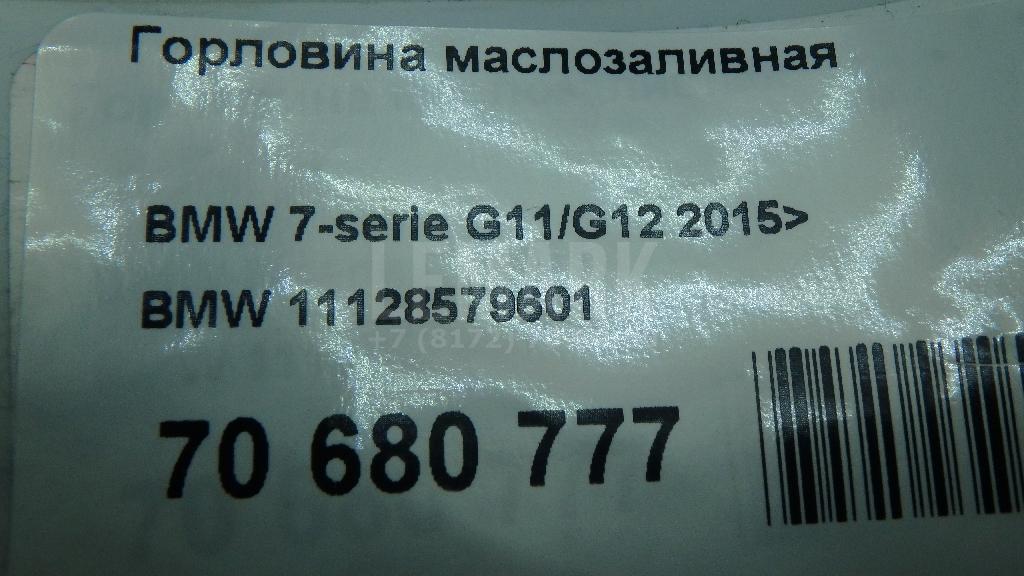 Горловина маслозаливная
BMW 7-serie G11/G12 2015>
BMW 11128579601
70 680 777